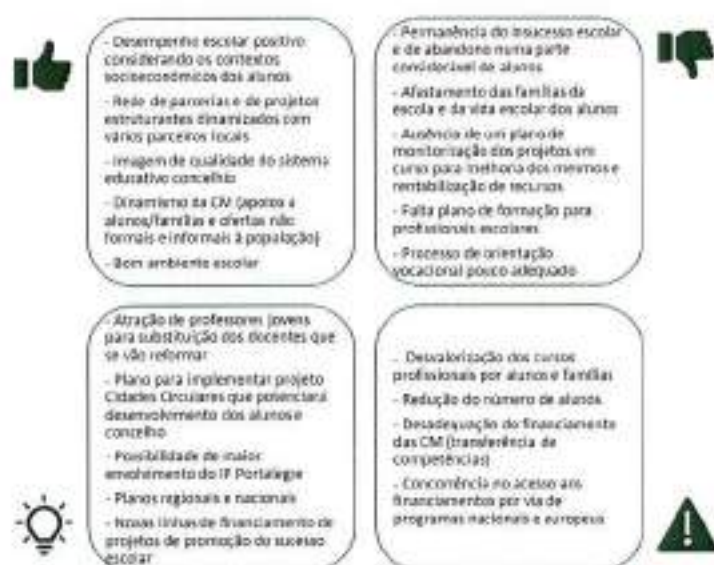 - Desempenho escolar positivo
considerando os contextos
socioeconómicos dos alunos
- Rede de parcerias e de projetos
estruturantes dinamizados com
vários parceiros locais
- Imagem de qualidade do sistema
educativo concelhio
- Dinamismo da CM (apoios a
alunos/famílias e ofertas não
formais e informais à população)
- Bom ambiente escolar
- Permanência do insucesso escolar
e de abandono numa parte
considerável de alunos
- Afastamento das famílias da
escola e da vida escolar dos alunos
- Ausência de um plano de
monitorização dos projetos em
curso para melhoria dos mesmos e
rentabilização de recursos
- Falta plano de formação para
profissionais escolares
- Processo de orientação
vocacional pouco adequado
- Atração de professores jovens
para substituição dos docentes que
se vão reformar
- Plano para implementar projeto
Cidades Circulares que potenciará
desenvolvimento dos alunos e
concelho
- Possibilidade de maior
envolvimento do IP Portalegre
- Planos regionais e nacionais
- Novas linhas de financiamento de
projetos de promoção do sucesso
escolar
- Desvalorização dos cursos
profissionais por alunos e famílias
- Redução do número de alunos
- Desadequação do financiamento
das CM (transferência de
competências)
- Concorrência no acesso aos
financiamentos por via de
programas nacionais e europeus